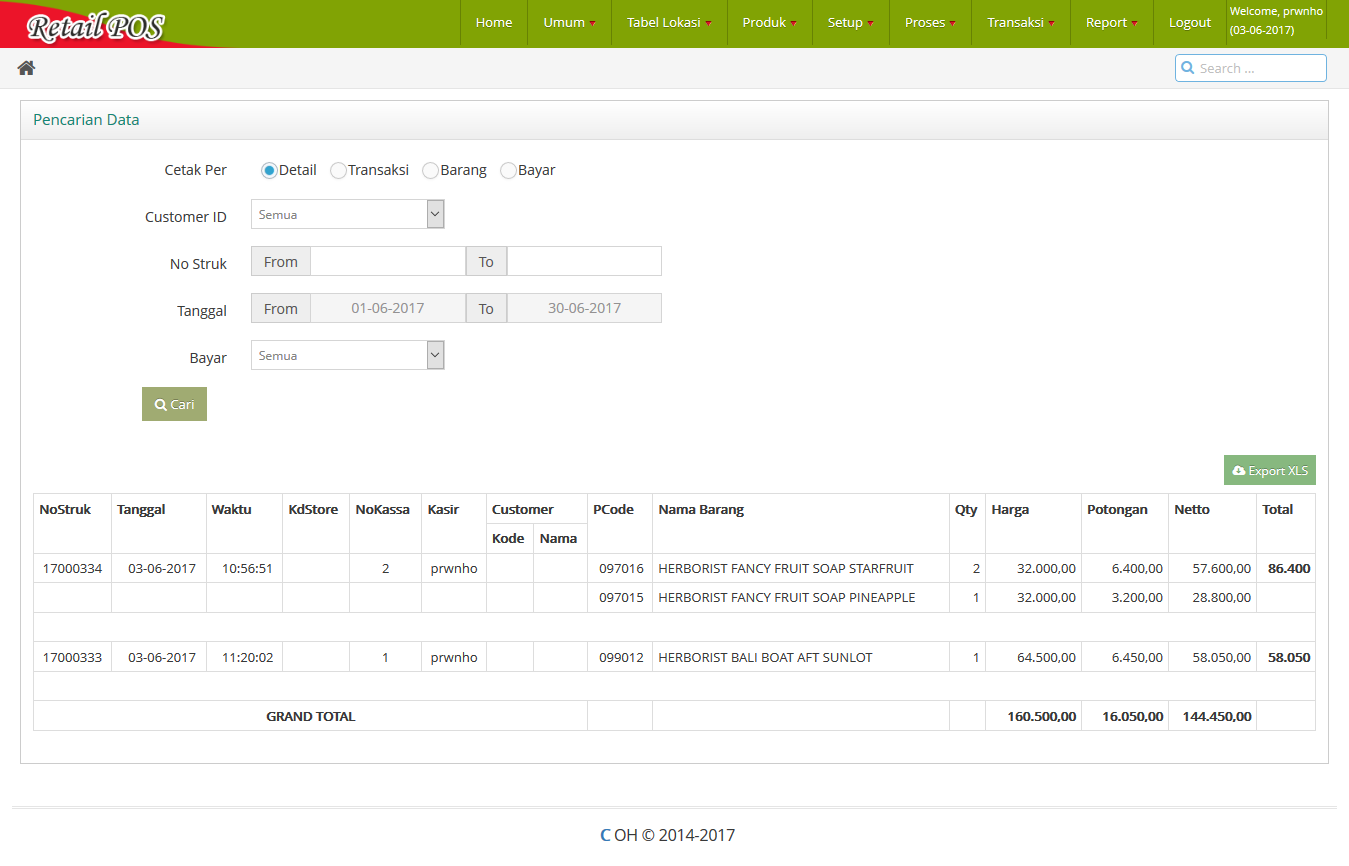 Retail POS
Home Umum Tabel Lokasi Produk Setup Proses Transaksi Report Logout
Welcome, prwnho
(03-06-2017)
Search ...
Pencarian Data
Cetak Per Detail Transaksi Barang Bayar
Customer ID Semua
No Struk From To
Tanggal From 01-06-2017 To 30-06-2017
Bayar Semua
Cari
Export XLS
NoStruk Tanggal Waktu KdStore NoKassa Kasir Customer PCode Nama Barang Qty Harga Potongan Netto Total
Kode Nama
17000334 03-06-2017 10:56:51 2 prwnho 097016 HERBORIST FANCY FRUIT SOAP STARFRUIT 2 32.000,00 6.400,00 57.600,00 86.400
097015 HERBORIST FANCY FRUIT SOAP PINEAPPLE 1 32.000,00 3.200,00 28.800,00
17000333 03-06-2017 11:20:02 1 prwnho 099012 HERBORIST BALI BOAT AFT SUNLOT 1 64.500,00 6.450,00 58.050,00 58.050
GRAND TOTAL 160.500,00 16.050,00 144.450,00
C OH © 2014-2017